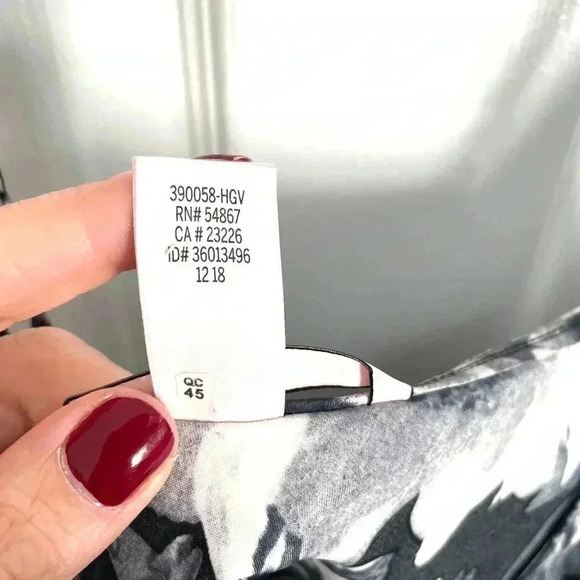 390058-HGV
RN# 54867
CA # 23226
ID# 36013496
12 18
QC
45